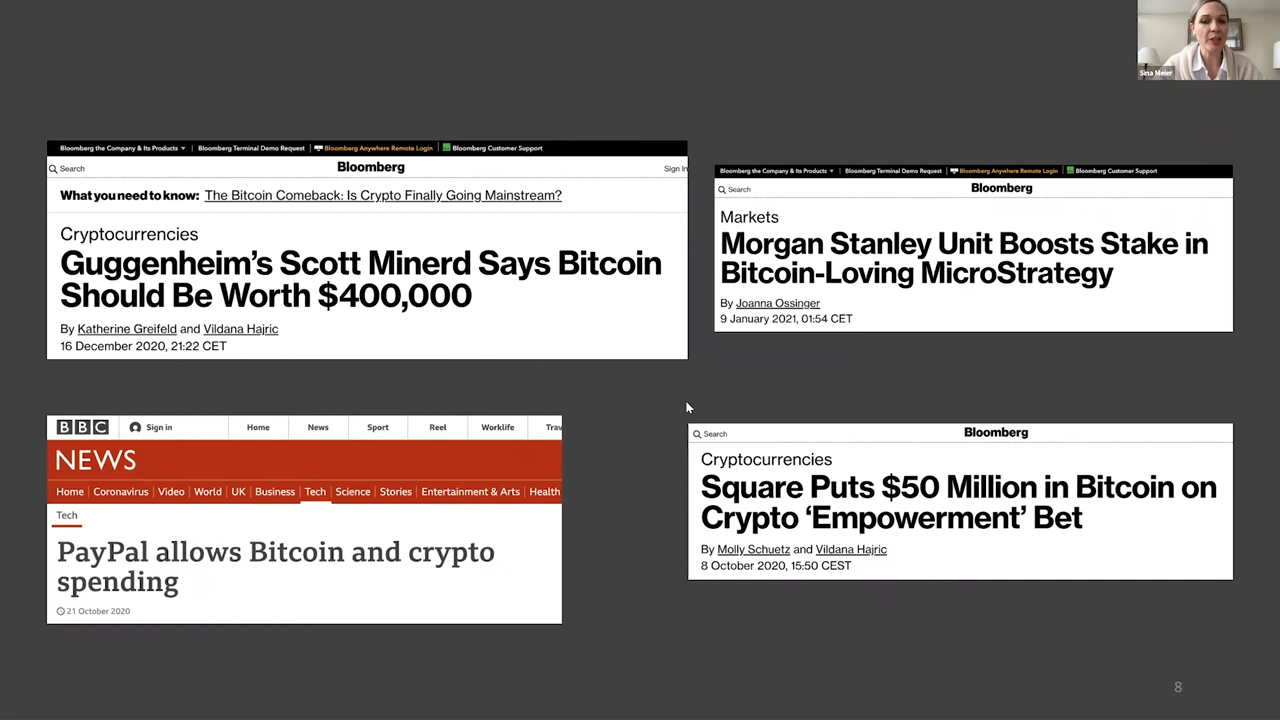 Sina Meier
Bloomberg the Company & Its Products Bloomberg Terminal Demo Request Bloomberg Anywhere Remote Login Bloomberg Customer Support
Search Bloomberg Sign In
What you need to know: The Bitcoin Comeback: Is Crypto Finally Going Mainstream?
Cryptocurrencies
Guggenheim’s Scott Minerd Says Bitcoin
Should Be Worth $400,000
By Katherine Greifeld and Vildana Hajric
16 December 2020, 21:22 CET
Bloomberg the Company & Its Products Bloomberg Terminal Demo Request Bloomberg Anywhere Remote Login Bloomberg Customer Support
Search Bloomberg
Markets
Morgan Stanley Unit Boosts Stake in
Bitcoin-Loving MicroStrategy
By Joanna Ossinger
9 January 2021, 01:54 CET
BBC Sign in Home News Sport Reel Worklife Trav
NEWS
Home Coronavirus Video World UK Business Tech Science Stories Entertainment & Arts Health
Tech
PayPal allows Bitcoin and crypto
spending
21 October 2020
Search Bloomberg
Cryptocurrencies
Square Puts $50 Million in Bitcoin on
Crypto ‘Empowerment’ Bet
By Molly Schuetz and Vildana Hajric
8 October 2020, 15:50 CEST
8